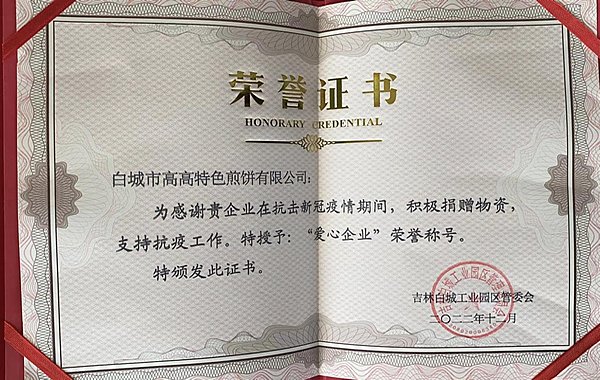 荣誉证书
HONORARY CREDENTIAL
白城市高高特色煎饼有限公司：
为感谢贵企业在抗击新冠疫情期间，积极捐赠物资，
支持抗疫工作。特授予：“爱心企业”荣誉称号。
特颁发此证书。
吉林白城工业园区管委会
二〇二二年十二月